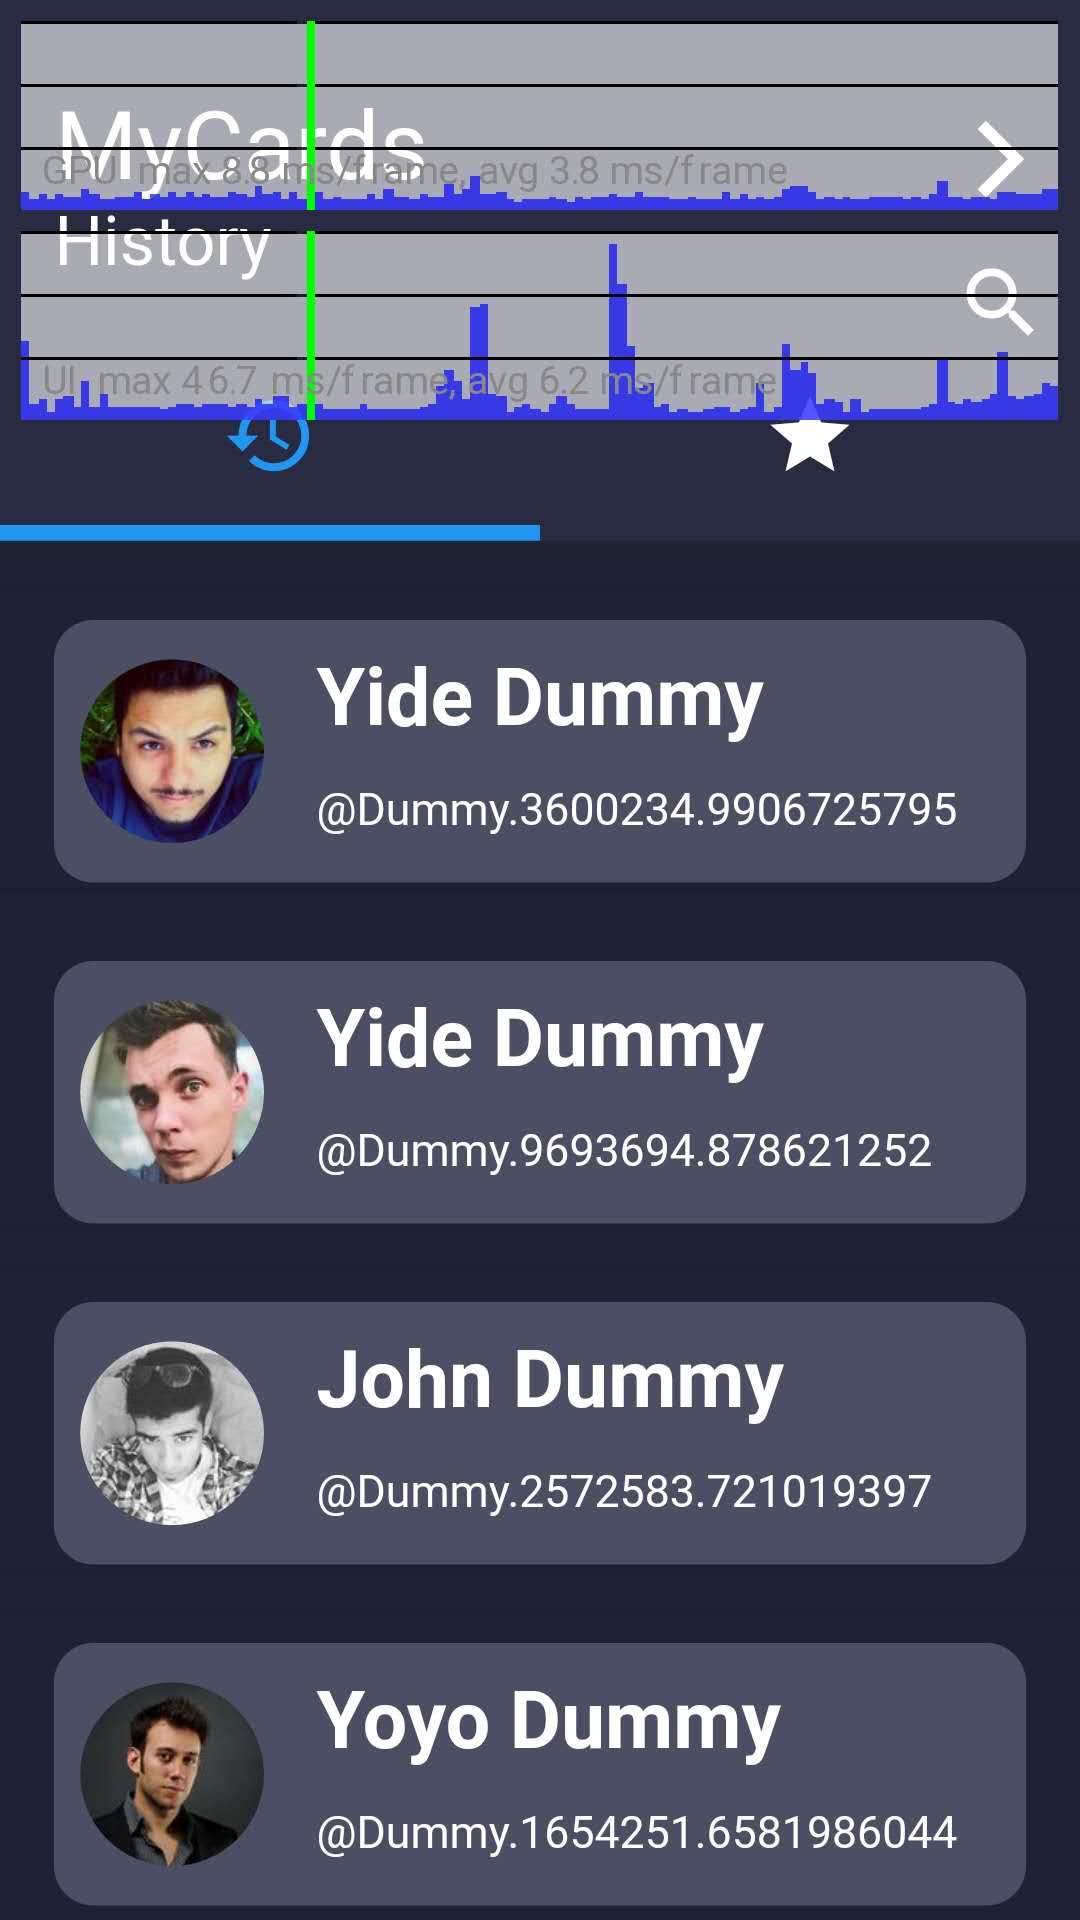 MyCards
GPU max 8.8 ms/frame, avg 3.8 ms/frame
History
UI max 46.7 ms/frame, avg 6.2 ms/frame
Yide Dummy
@Dummy.3600234.9906725795
Yide Dummy
@Dummy.9693694.878621252
John Dummy
@Dummy.2572583.721019397
Yoyo Dummy
@Dummy.1654251.6581986044